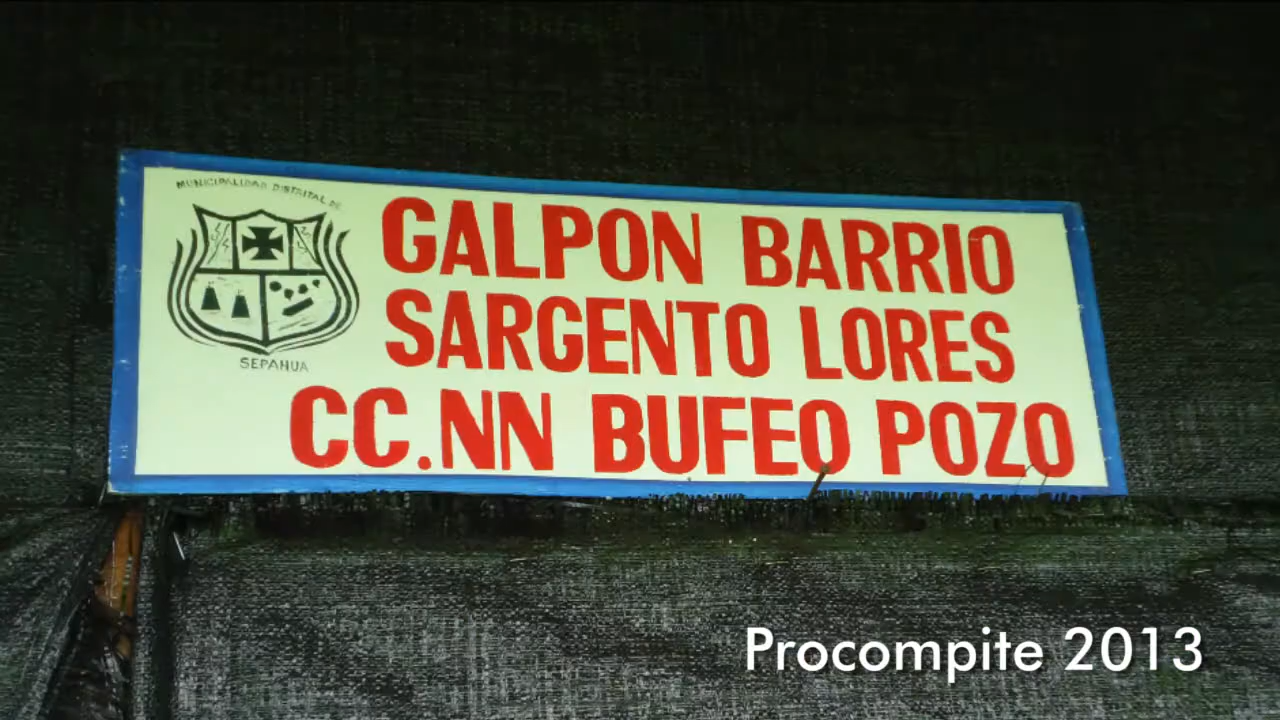 MUNICIPALIDAD DISTRITAL DE
SEPAHUA
GALPON BARRIO
SARGENTO LORES
CC.NN BUFEO POZO
Procompite 2013